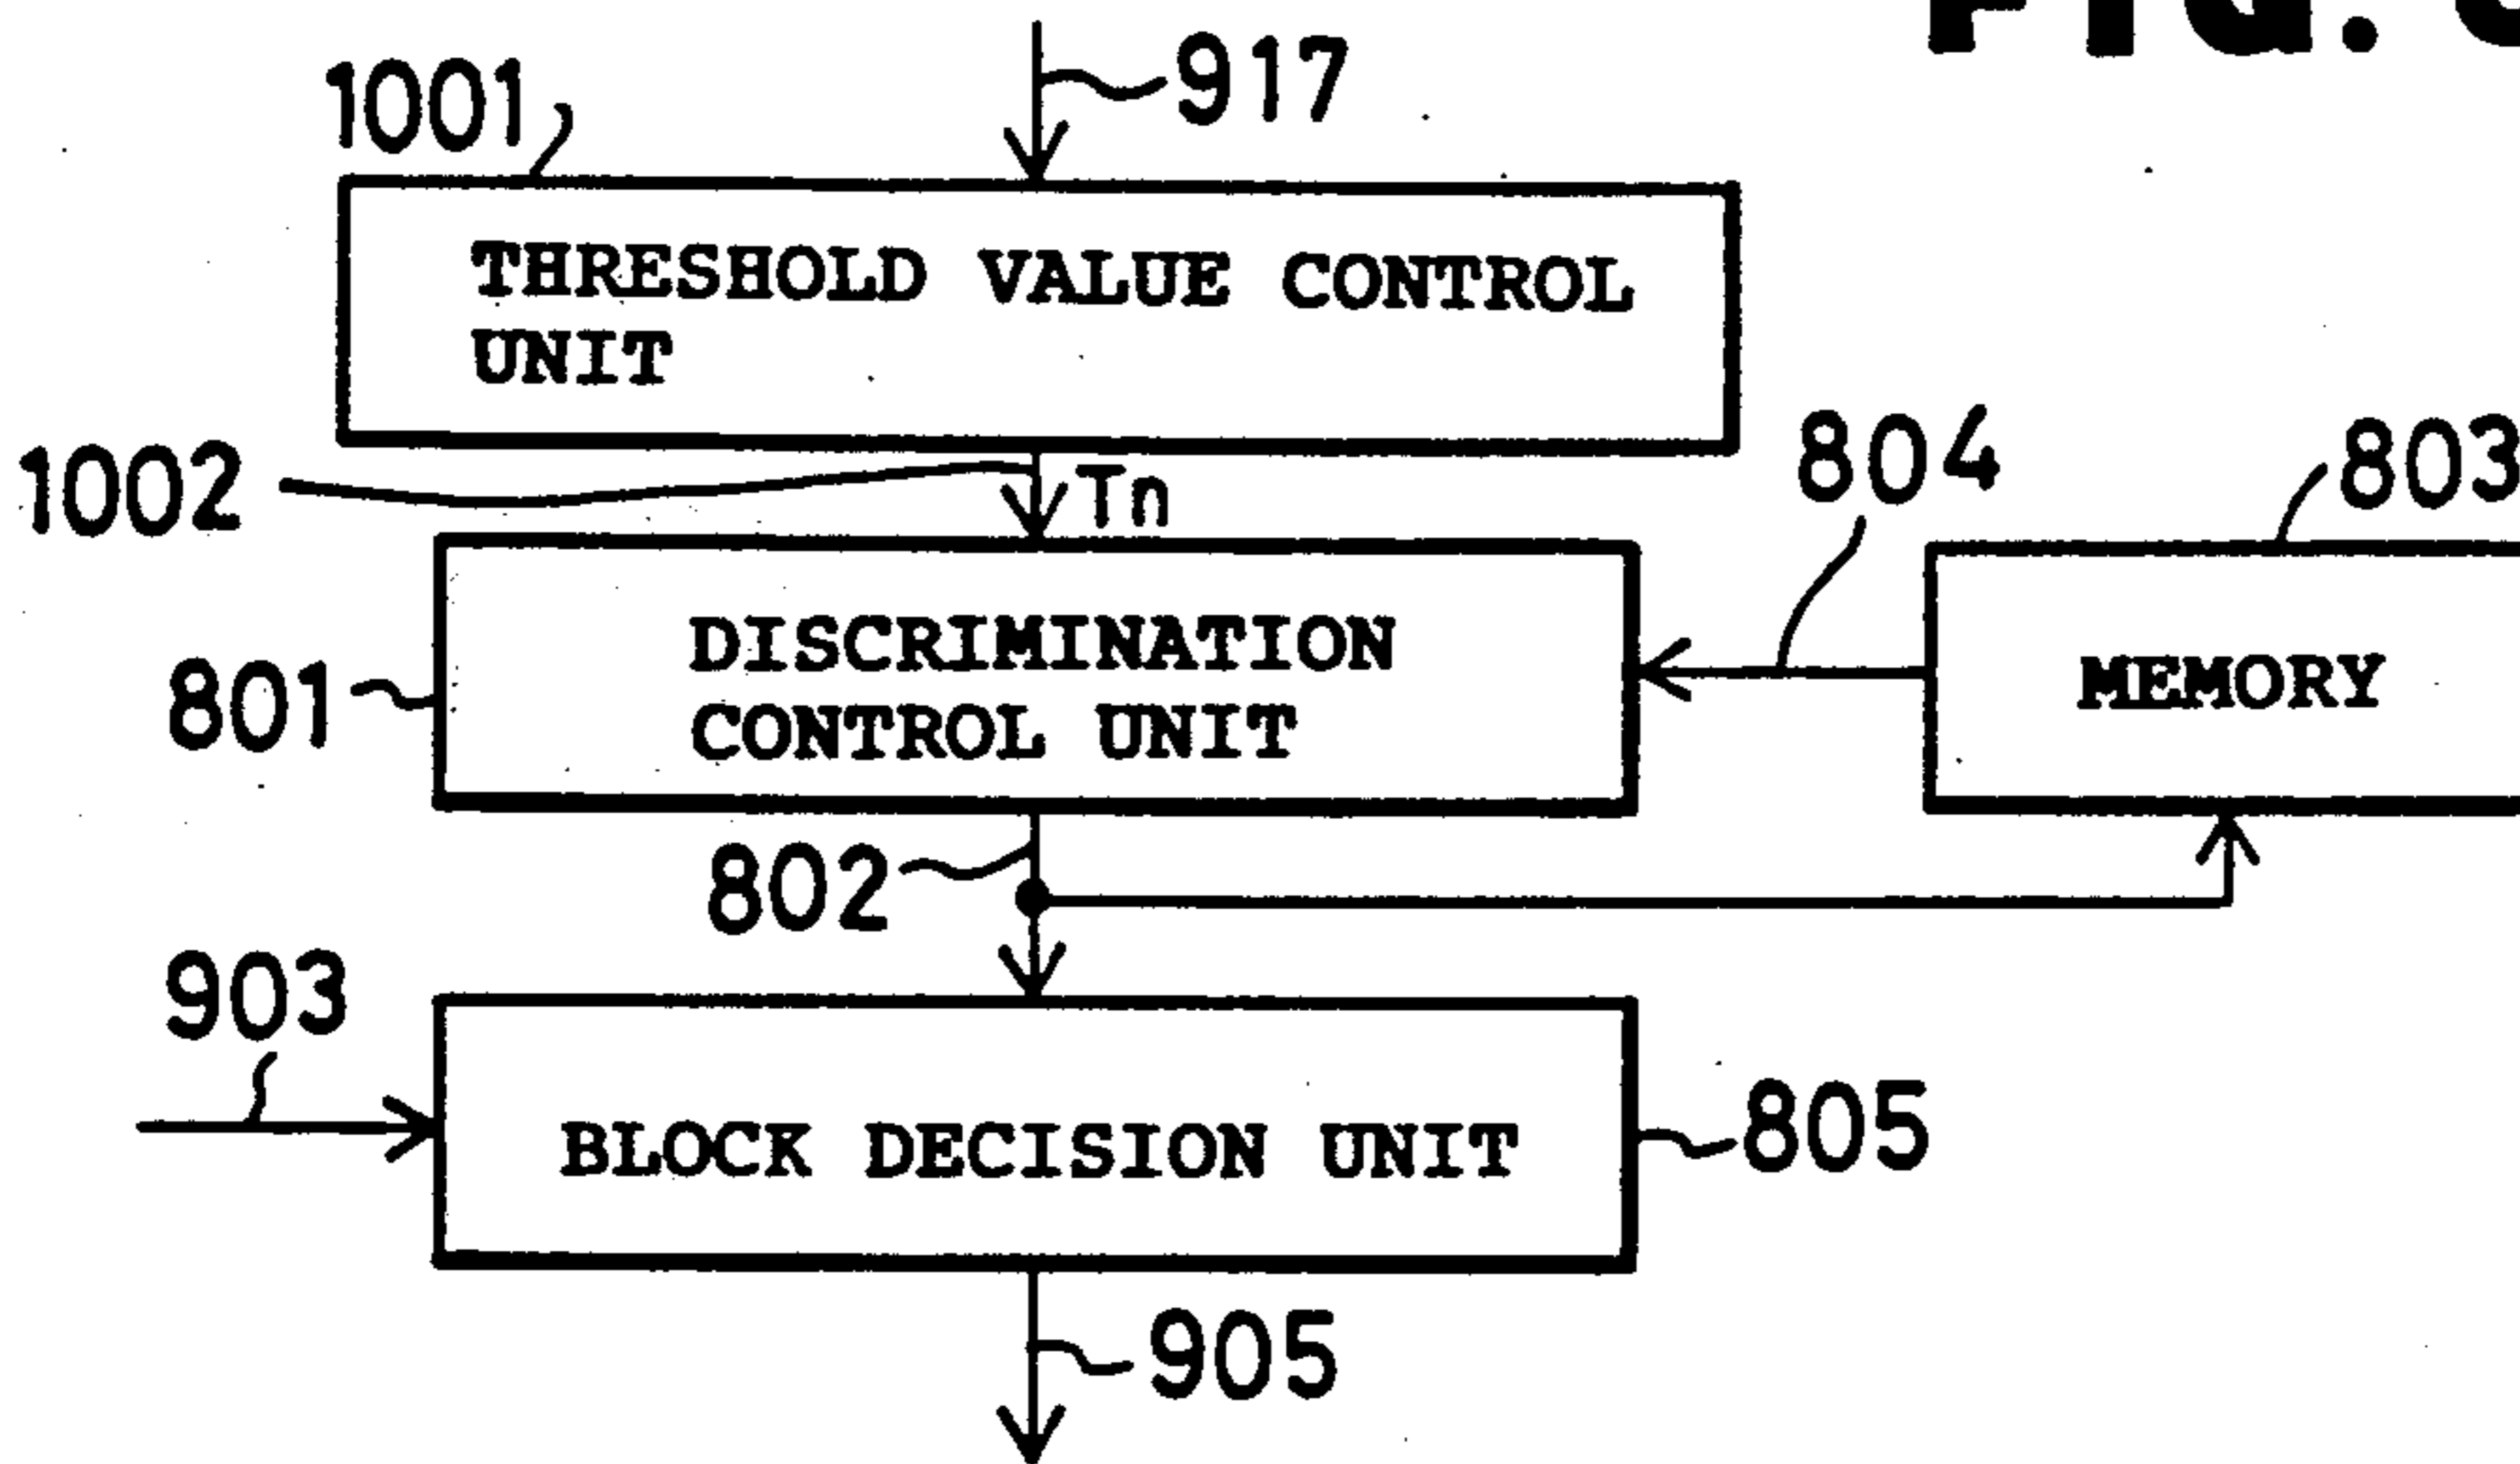 FIG.
917
1001
THRESHOLD VALUE CONTROL
UNIT
1002
Tn
804
803
DISCRIMINATION
CONTROL UNIT
MEMORY
801
802
903
BLOCK DECISION UNIT
805
905